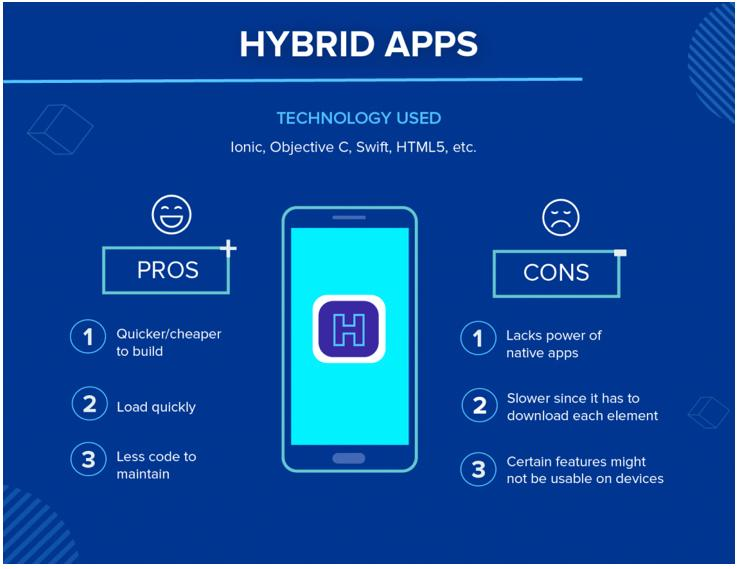 HYBRID APPS
TECHNOLOGY USED
Ionic, Objective C, Swift, HTML5, etc.
PROS
1 Quicker/cheaper
to build
2 Load quickly
3 Less code to
maintain
H
CONS
1 Lacks power of
native apps
2 Slower since it has to
download each element
3 Certain features might
not be usable on devices